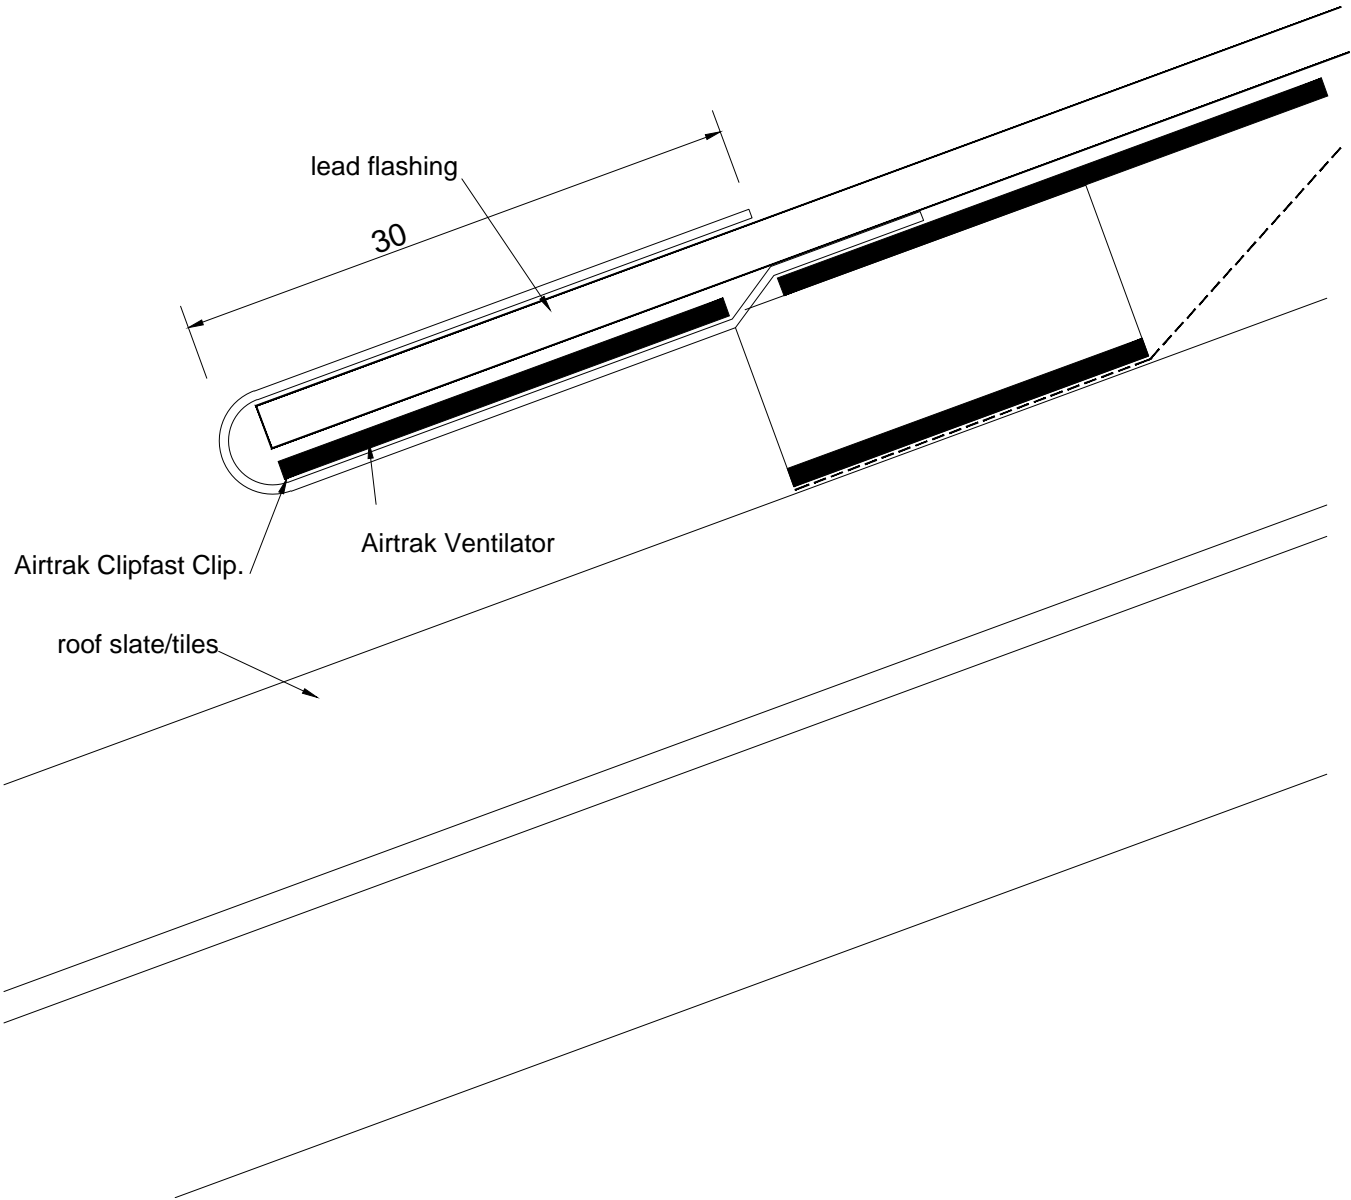 lead flashing
30
Airtrak Ventilator
Airtrak Clipfast Clip.
roof slate/tiles